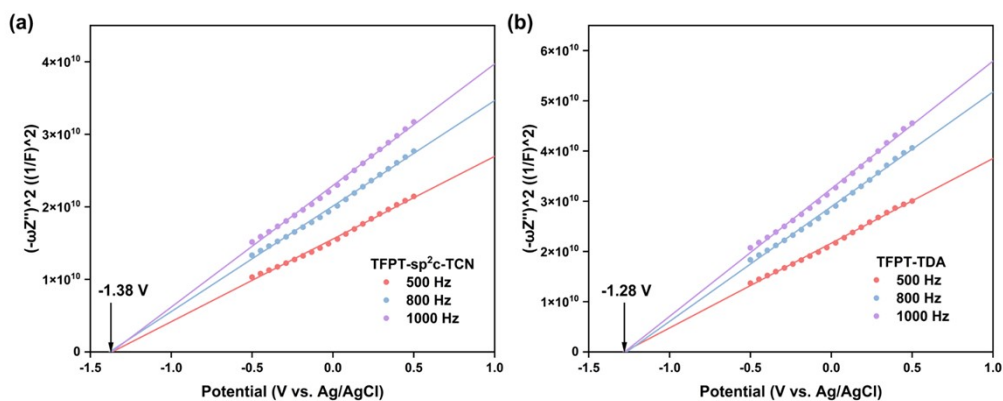 (a)
(-ωZ'')^2 ((1/F)^2)
4×10¹⁰
3×10¹⁰
2×10¹⁰
1×10¹⁰
0
-1.38 V
TFPT-sp²c-TCN
500 Hz
800 Hz
1000 Hz
-1.5 -1.0 -0.5 0.0 0.5 1.0
Potential (V vs. Ag/AgCl)
(b)
(-ωZ'')^2 ((1/F)^2)
6×10¹⁰
5×10¹⁰
4×10¹⁰
3×10¹⁰
2×10¹⁰
1×10¹⁰
0
-1.28 V
TFPT-TDA
500 Hz
800 Hz
1000 Hz
-1.5 -1.0 -0.5 0.0 0.5 1.0
Potential (V vs. Ag/AgCl)